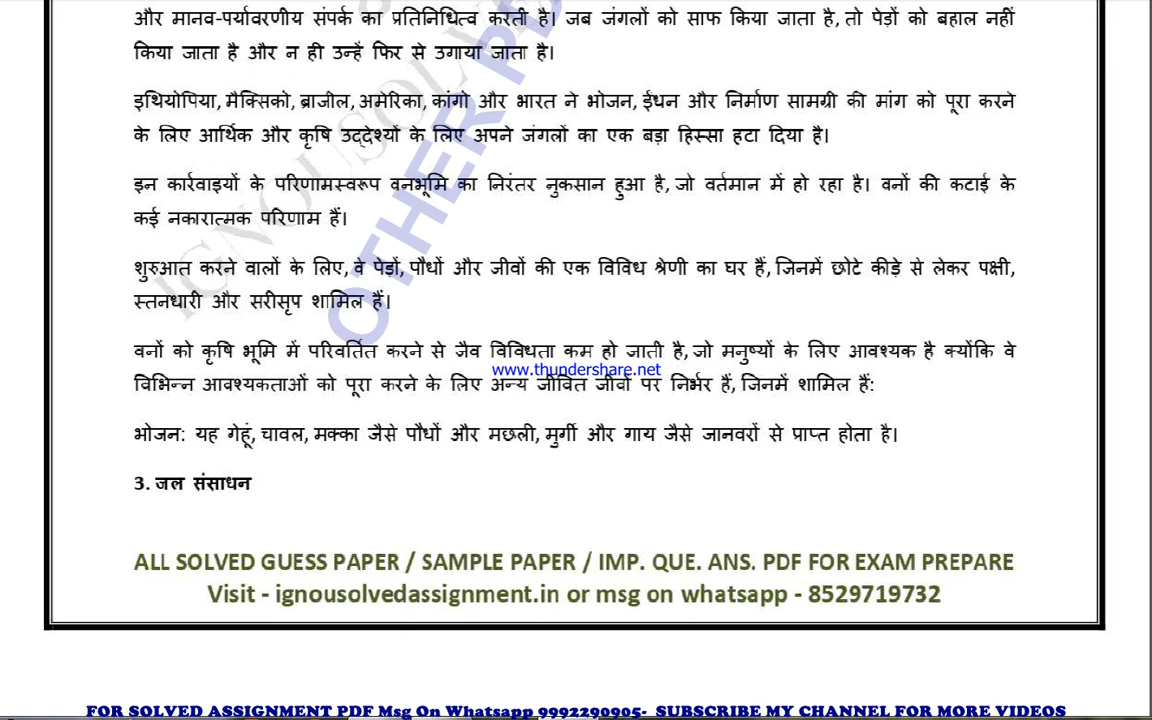 और मानव-पर्यावरणीय संपर्क का प्रतिनिधित्व करती है। जब जंगलों को साफ किया जाता है, तो पेड़ों को बहाल नहीं
किया जाता है और न ही उन्हें फिर से उगाया जाता है।
इथियोपिया, मैक्सिको, ब्राजील, अमेरिका, कांगो और भारत ने भोजन, ईंधन और निर्माण सामग्री की मांग को पूरा करने
के लिए आर्थिक और कृषि उद्देश्यों के लिए अपने जंगलों का एक बड़ा हिस्सा हटा दिया है।
इन कार्रवाइयों के परिणामस्वरूप वनभूमि का निरंतर नुकसान हुआ है, जो वर्तमान में हो रहा है। वनों की कटाई के
कई नकारात्मक परिणाम हैं।
शुरुआत करने वालों के लिए, वे पेड़ों, पौधों और जीवों की एक विविध श्रेणी का घर हैं, जिनमें छोटे कीड़े से लेकर पक्षी,
स्तनधारी और सरीसृप शामिल हैं।
वनों को कृषि भूमि में परिवर्तित करने से जैव विविधता कम हो जाती है, जो मनुष्यों के लिए आवश्यक है क्योंकि वे
www.thundershare.net
विभिन्न आवश्यकताओं को पूरा करने के लिए अन्य जीवित जीवों पर निर्भर हैं, जिनमें शामिल हैं:
भोजन: यह गेहूं, चावल, मक्का जैसे पौधों और मछली, मुर्गी और गाय जैसे जानवरों से प्राप्त होता है।
3. जल संसाधन
IGNOU SOLV
OTHER
ALL SOLVED GUESS PAPER / SAMPLE PAPER / IMP. QUE. ANS. PDF FOR EXAM PREPARE
Visit - ignousolvedassignment.in or msg on whatsapp - 8529719732
FOR SOLVED ASSIGNMENT PDF Msg On Whatsapp 9992290905- SUBSCRIBE MY CHANNEL FOR MORE VIDEOS